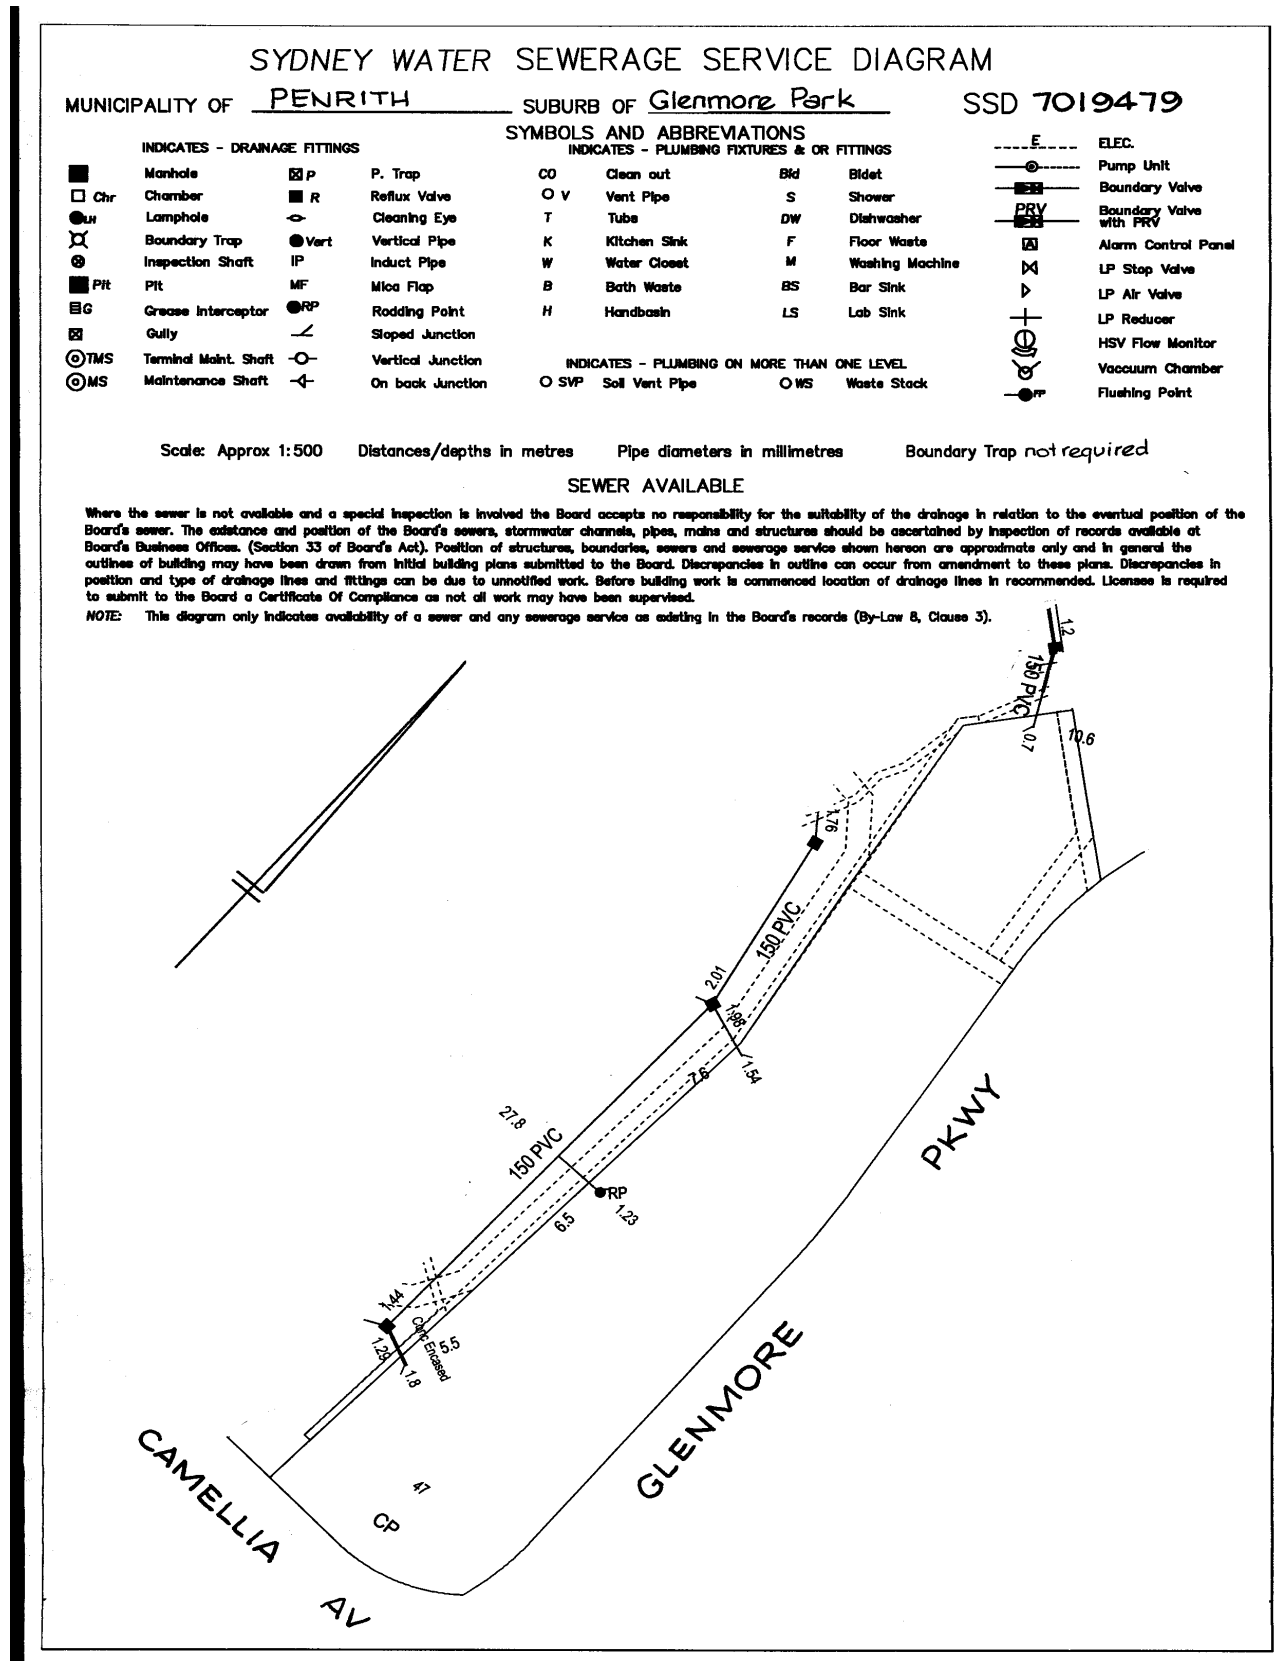 SYDNEY WATER SEWERAGE SERVICE DIAGRAM
MUNICIPALITY OF PENRITH SUBURB OF Glenmore Park SSD 7019479
SYMBOLS AND ABBREVIATIONS
INDICATES - DRAINAGE FITTINGS
Manhole
Chr Chamber
LH Lamphole
Boundary Trap
Inspection Shaft
Pit Pit
G Grease Interceptor
Gully
TMS Terminal Maint. Shaft
MS Maintenance Shaft
P P. Trap
R Reflux Valve
Cleaning Eye
Vert Vertical Pipe
IP Induct Pipe
MF Mica Flap
RP Rodding Point
Sloped Junction
Vertical Junction
On back Junction
INDICATES - PLUMBING FIXTURES & OR FITTINGS
CO Clean out
V Vent Pipe
T Tubs
K Kitchen Sink
W Water Closet
B Bath Waste
H Handbasin
Bid Bidet
S Shower
DW Dishwasher
F Floor Waste
M Washing Machine
BS Bar Sink
LS Lab Sink
INDICATES - PLUMBING ON MORE THAN ONE LEVEL
SVP Soil Vent Pipe
WS Waste Stack
E ELEC.
Pump Unit
Boundary Valve
PRV Boundary Valve
with PRV
A Alarm Control Panel
LP Stop Valve
LP Air Valve
LP Reducer
HSV Flow Monitor
Vaccuum Chamber
FP Flushing Point
Scale: Approx 1:500 Distances/depths in metres Pipe diameters in millimetres Boundary Trap not required
SEWER AVAILABLE
Where the sewer is not available and a special inspection is involved the Board accepts no responsibility for the suitability of the drainage in relation to the eventual position of the
Board's sewer. The existance and position of the Board's sewers, stormwater channels, pipes, mains and structures should be ascertained by inspection of records available at
Board's Business Offices. (Section 33 of Board's Act). Position of structures, boundaries, sewers and sewerage service shown hereon are approximate only and in general the
outlines of building may have been drawn from initial building plans submitted to the Board. Discrepancies in outline can occur from amendment to these plans. Discrepancies in
position and type of drainage lines and fittings can be due to unnotified work. Before building work is commenced location of drainage lines in recommended. Licensee is required
to submit to the Board a Certificate Of Compliance as not all work may have been supervised.
NOTE: This diagram only indicates availability of a sewer and any sewerage service as existing in the Board's records (By-Law 8, Clause 3).
1.2
150 PVC
0.7
10.6
1.76
150 PVC
2.01
1.98
1.54
7.6
27.8
150 PVC
RP
1.23
6.5
1.44
1.29
1.8
Conc Encased
5.5
47
CP
CAMELLIA AV
GLENMORE PKWY